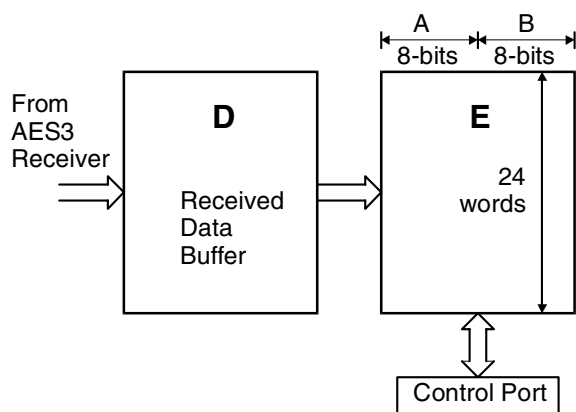 A B
8-bits 8-bits
From
AES3
Receiver
D
Received
Data
Buffer
E
24
words
Control Port